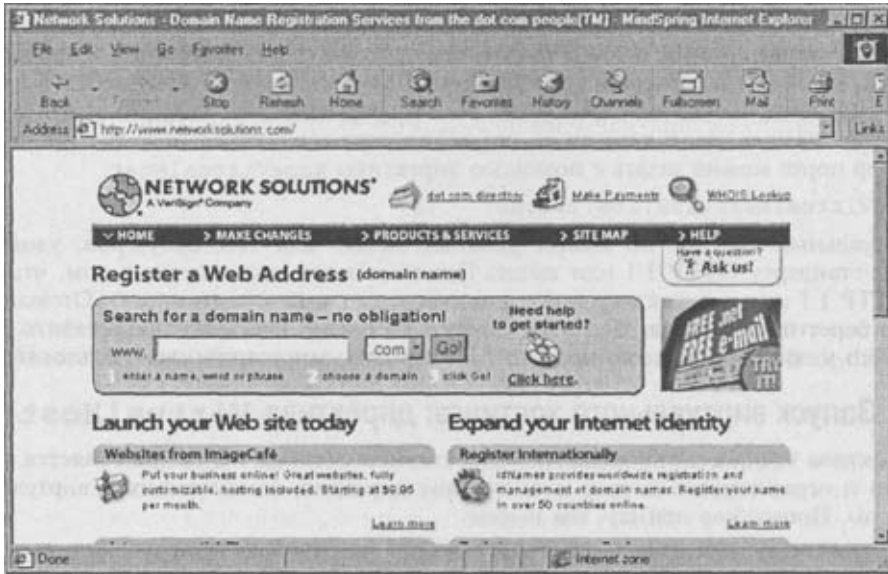 Network Solutions - Domain Name Registration Services from the dot com people[TM] - MindSpring Internet Explorer
File Edit View Go Favorites Help
Back Stop Refresh Home Search Favorites History Channels Fullscreen Mail Print
Address http://www.networksolutions.com/ Links
NETWORK SOLUTIONS
A VeriSign Company
dot com directory Make Payments WHOIS Lookup
HOME > MAKE CHANGES > PRODUCTS & SERVICES > SITE MAP > HELP
Register a Web Address (domain name)
Have a question?
Ask us!
Search for a domain name – no obligation!
Need help to get started?
www. com Go!
1 enter a name, word or phrase 2 choose a domain 3 click Go!
Click here.
FREE e-mail
Launch your Web site today
Expand your Internet identity
Websites from ImageCafé
Put your business online! Great websites, fully
customizable, hosting included. Starting at
per month.
Learn more
Register Internationally
idNames provides worldwide registration and
management of domain names. Register your name
in over 50 countries online.
Learn more
Done Internet zone